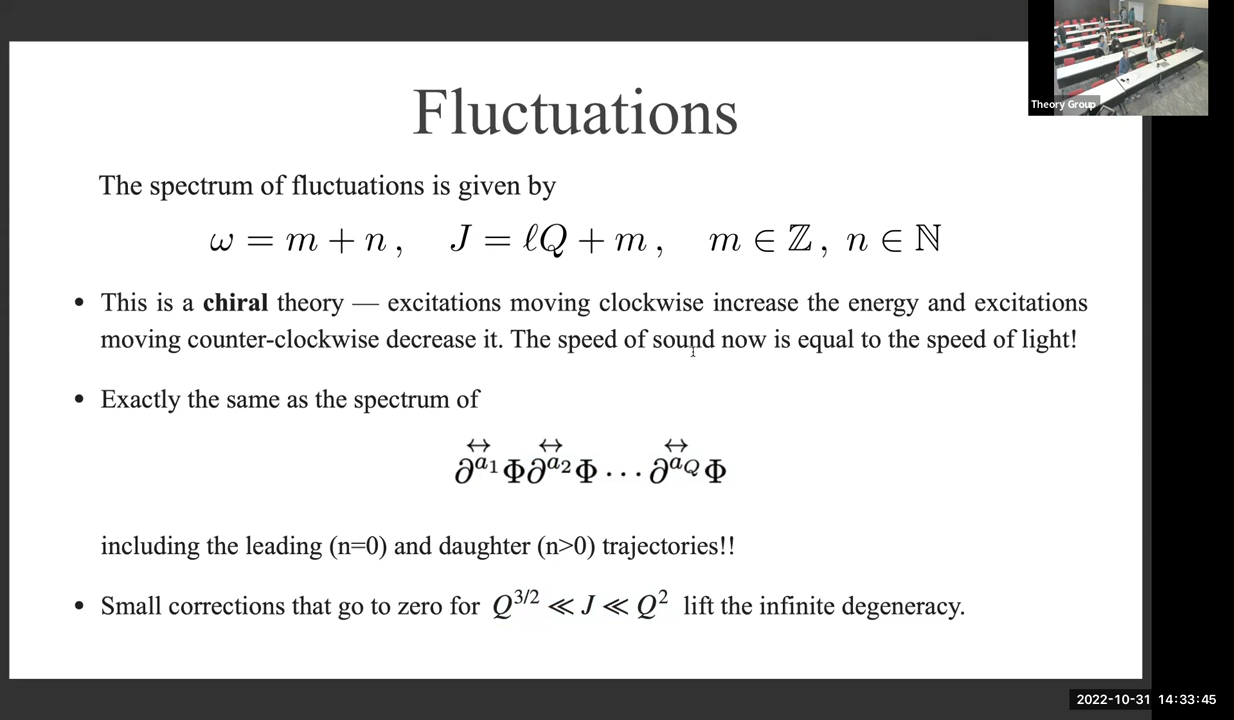 Theory Group
Fluctuations
The spectrum of fluctuations is given by
ω = m + n ,   J = ℓQ + m ,   m ∈ ℤ , n ∈ ℕ
• This is a chiral theory — excitations moving clockwise increase the energy and excitations
moving counter-clockwise decrease it. The speed of sound now is equal to the speed of light!
• Exactly the same as the spectrum of
∂↔^{a₁}Φ∂↔^{a₂}Φ . . . ∂↔^{a_Q}Φ
including the leading (n=0) and daughter (n>0) trajectories!!
• Small corrections that go to zero for Q^{3/2} ≪ J ≪ Q² lift the infinite degeneracy.
2022-10-31 14:33:45